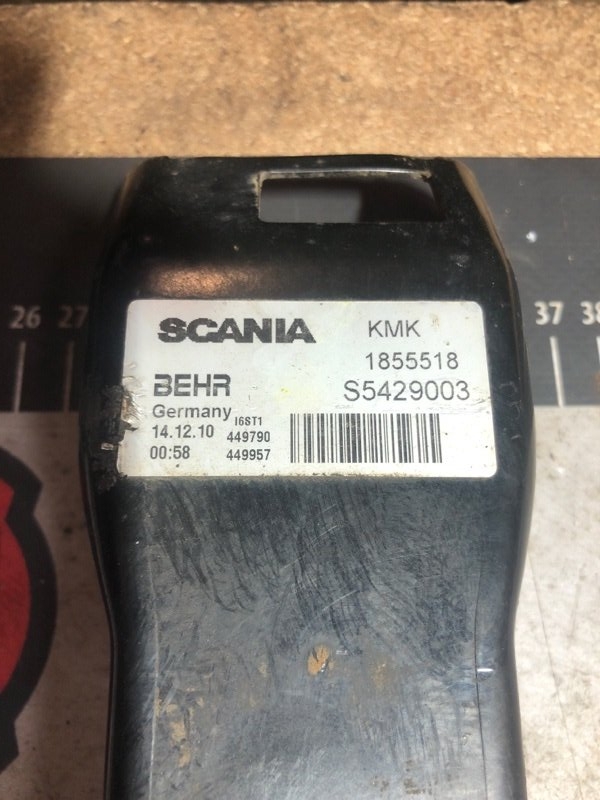 SCANIA KMK
1855518
BEHR S5429003
Germany I6ST1
14.12.10 449790
00:58 449957
26 27 37 38